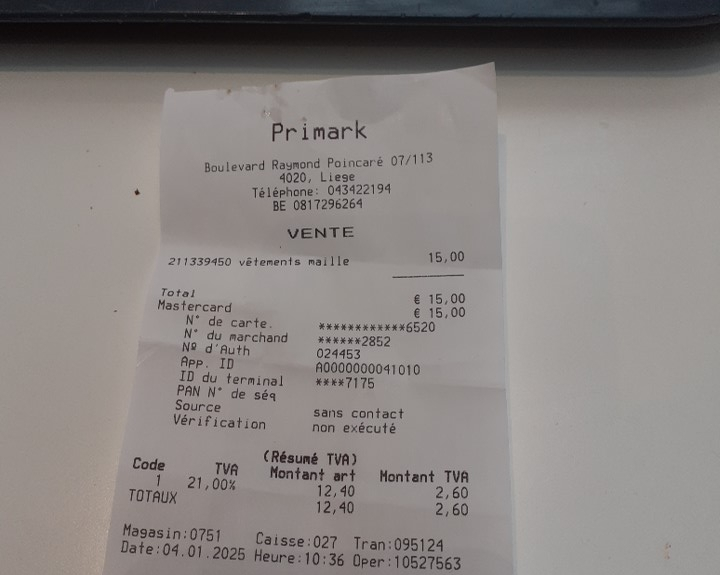 Primark
Boulevard Raymond Poincaré 07/113
4020, Liege
Téléphone: 043422194
BE 0817296264
VENTE
211339450 vêtements maille 15,00
Total € 15,00
Mastercard € 15,00
N° de carte. ************6520
N° du marchand ******2852
Nº d'Auth 024453
App. ID A0000000041010
ID du terminal ****7175
PAN N° de séq
Source sans contact
Vérification non exécuté
(Résumé TVA)
Code TVA Montant art Montant TVA
1 21,00% 12,40 2,60
TOTAUX 12,40 2,60
Magasin:0751 Caisse:027 Tran:095124
Date:04.01.2025 Heure:10:36 Oper:10527563